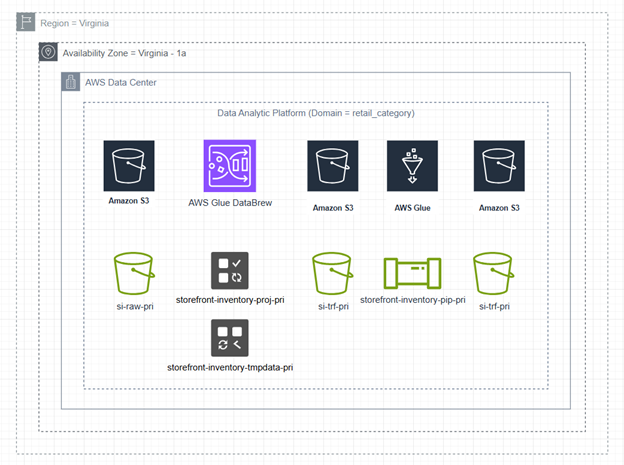 Region = Virginia
Availability Zone = Virginia - 1a
AWS Data Center
Data Analytic Platform (Domain = retail_category)
Amazon S3
AWS Glue DataBrew
Amazon S3
AWS Glue
Amazon S3
si-raw-pri
storefront-inventory-proj-pri
si-trf-pri
storefront-inventory-pip-pri
si-trf-pri
storefront-inventory-tmpdata-pri